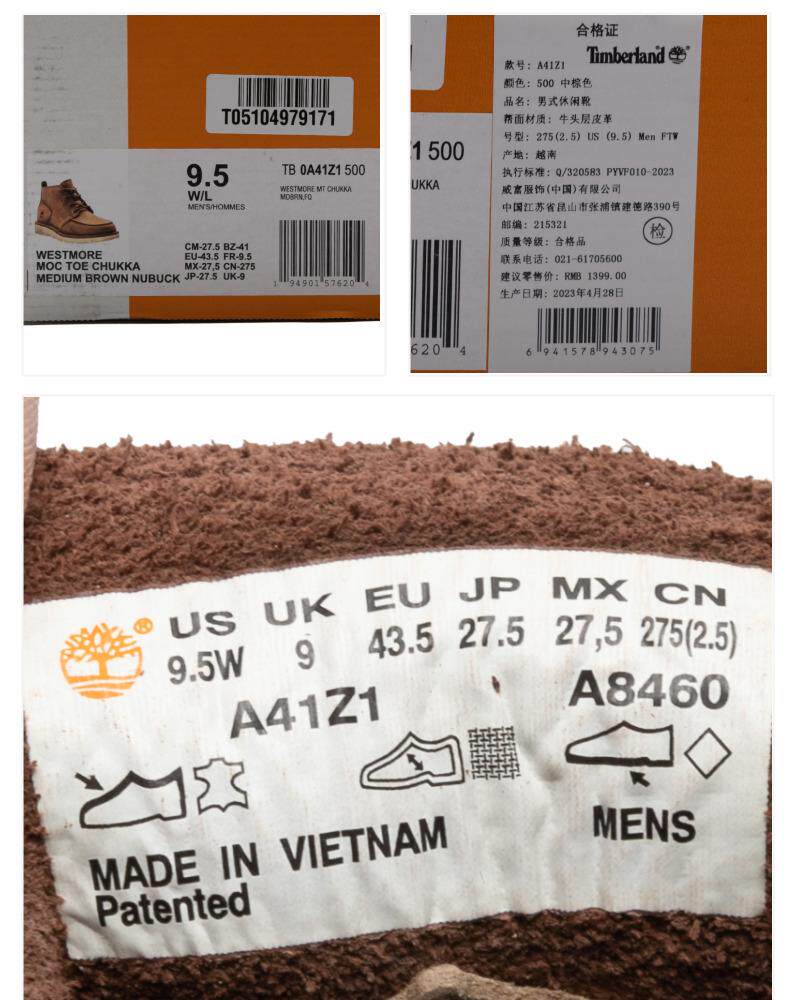 T05104979171
9.5
W/L
MEN'S/HOMMES
TB 0A41Z1 500
WESTMORE MT CHUKKA
MDBRN,FQ
WESTMORE
MOC TOE CHUKKA
MEDIUM BROWN NUBUCK
CM-27.5 BZ-41
EU-43.5 FR-9.5
MX-27,5 CN-275
JP-27.5 UK-9
1 94901 57620 4
1 500
UKKA
620 4
合格证
Timberland
款号: A41Z1
颜色: 500 中棕色
品名: 男式休闲靴
帮面材质: 牛头层皮革
号型: 275(2.5) US (9.5) Men FTW
产地: 越南
执行标准: Q/320583 PYVF010-2023
威富服饰(中国)有限公司
中国江苏省昆山市张浦镇建德路390号
邮编: 215321
质量等级: 合格品
检
联系电话: 021-61705600
建议零售价: RMB 1399.00
生产日期: 2023年4月28日
6 941578 943075
US UK EU JP MX CN
9.5W 9 43.5 27.5 27,5 275(2.5)
®
A41Z1 A8460
MENS
MADE IN VIETNAM
Patented